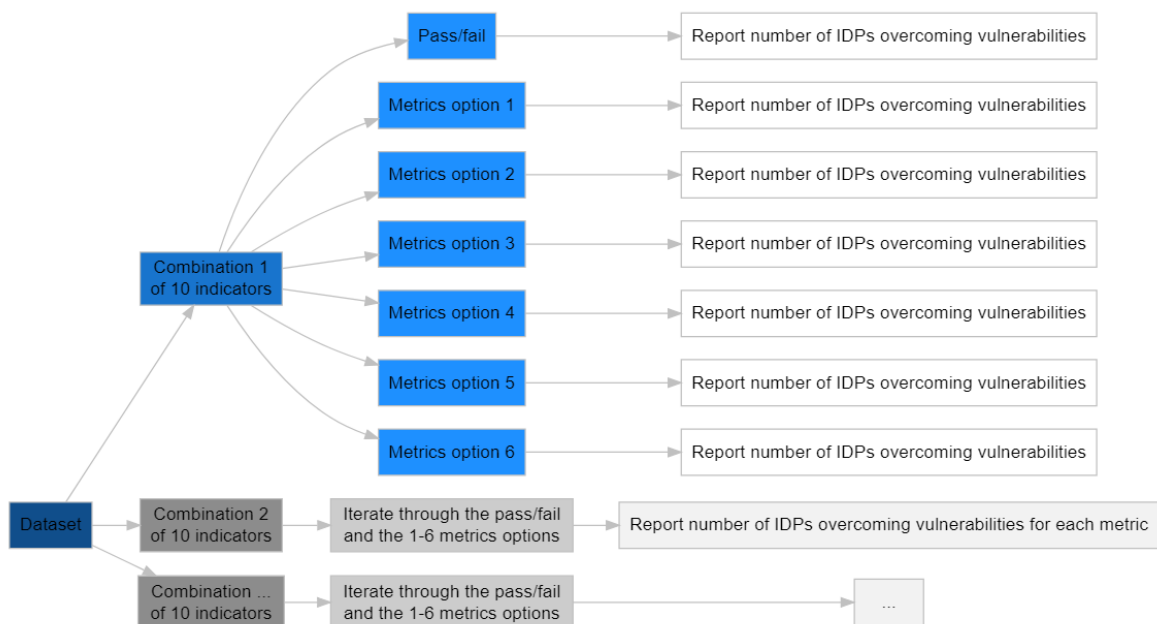 Pass/fail
Report number of IDPs overcoming vulnerabilities
Metrics option 1
Report number of IDPs overcoming vulnerabilities
Metrics option 2
Report number of IDPs overcoming vulnerabilities
Metrics option 3
Report number of IDPs overcoming vulnerabilities
Combination 1
of 10 indicators
Metrics option 4
Report number of IDPs overcoming vulnerabilities
Metrics option 5
Report number of IDPs overcoming vulnerabilities
Metrics option 6
Report number of IDPs overcoming vulnerabilities
Dataset
Combination 2
of 10 indicators
Iterate through the pass/fail
and the 1-6 metrics options
Report number of IDPs overcoming vulnerabilities for each metric
Combination ...
of 10 indicators
Iterate through the pass/fail
and the 1-6 metrics options
...